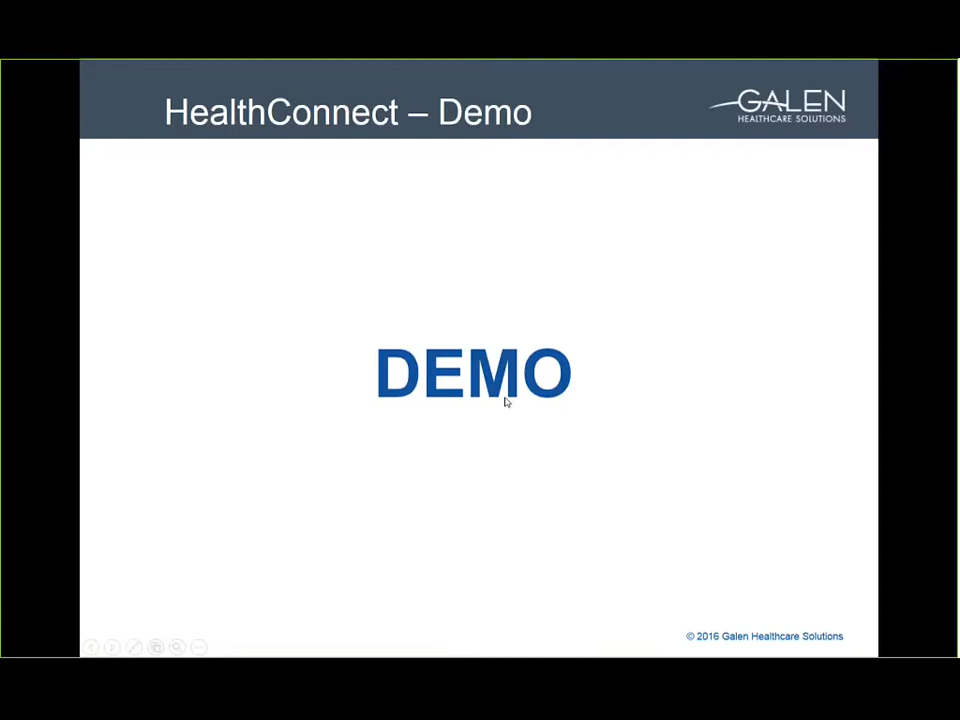 HealthConnect – Demo
GALEN
HEALTHCARE SOLUTIONS
DEMO
© 2016 Galen Healthcare Solutions